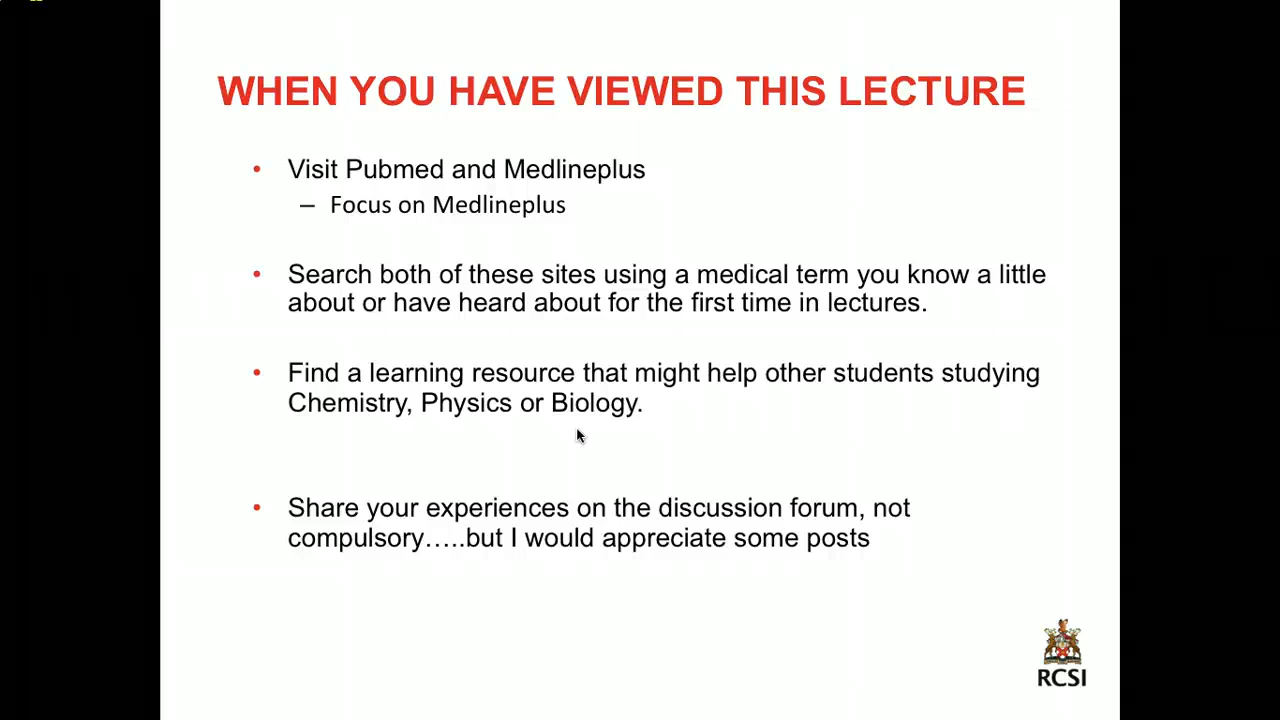 WHEN YOU HAVE VIEWED THIS LECTURE
• Visit Pubmed and Medlineplus
– Focus on Medlineplus
• Search both of these sites using a medical term you know a little
about or have heard about for the first time in lectures.
• Find a learning resource that might help other students studying
Chemistry, Physics or Biology.
• Share your experiences on the discussion forum, not
compulsory…..but I would appreciate some posts
RCSI